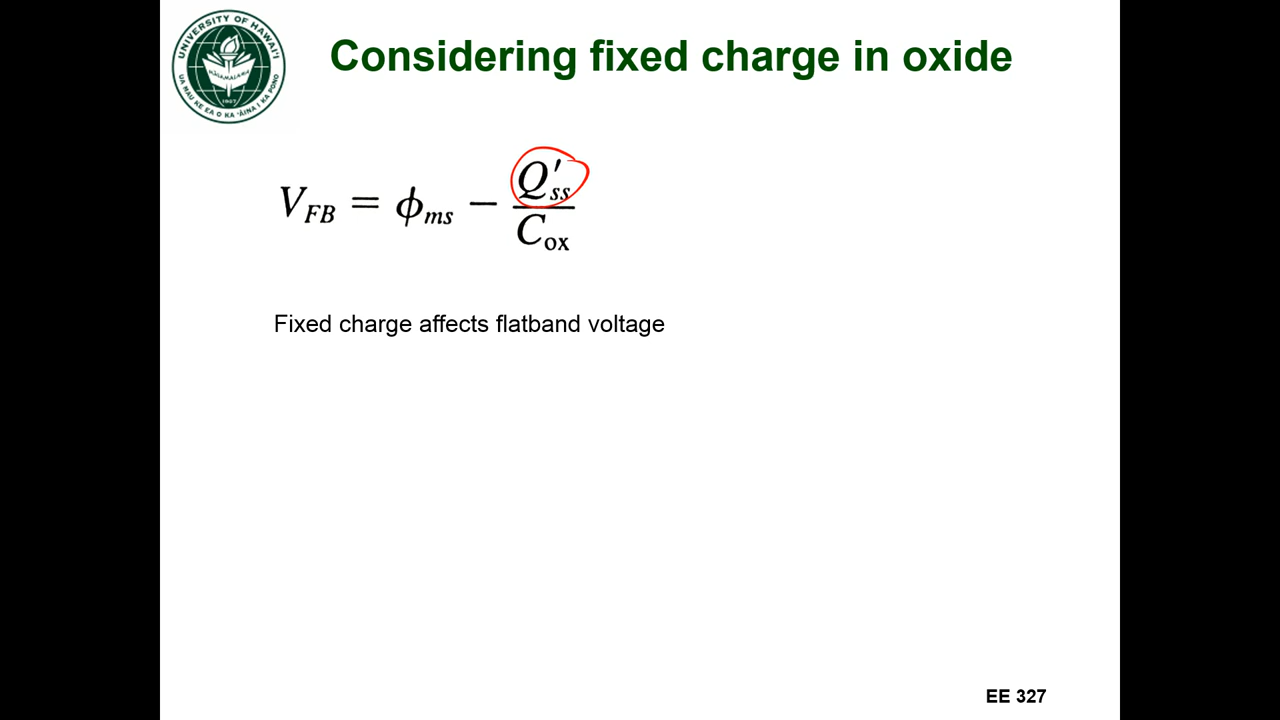 UNIVERSITY OF HAWAI'I
Considering fixed charge in oxide
1907
UA MAU KE EA O KA ʻĀINA I KA PONO
V_FB = ϕ_ms − Q′_ss / C_ox
Fixed charge affects flatband voltage
EE 327